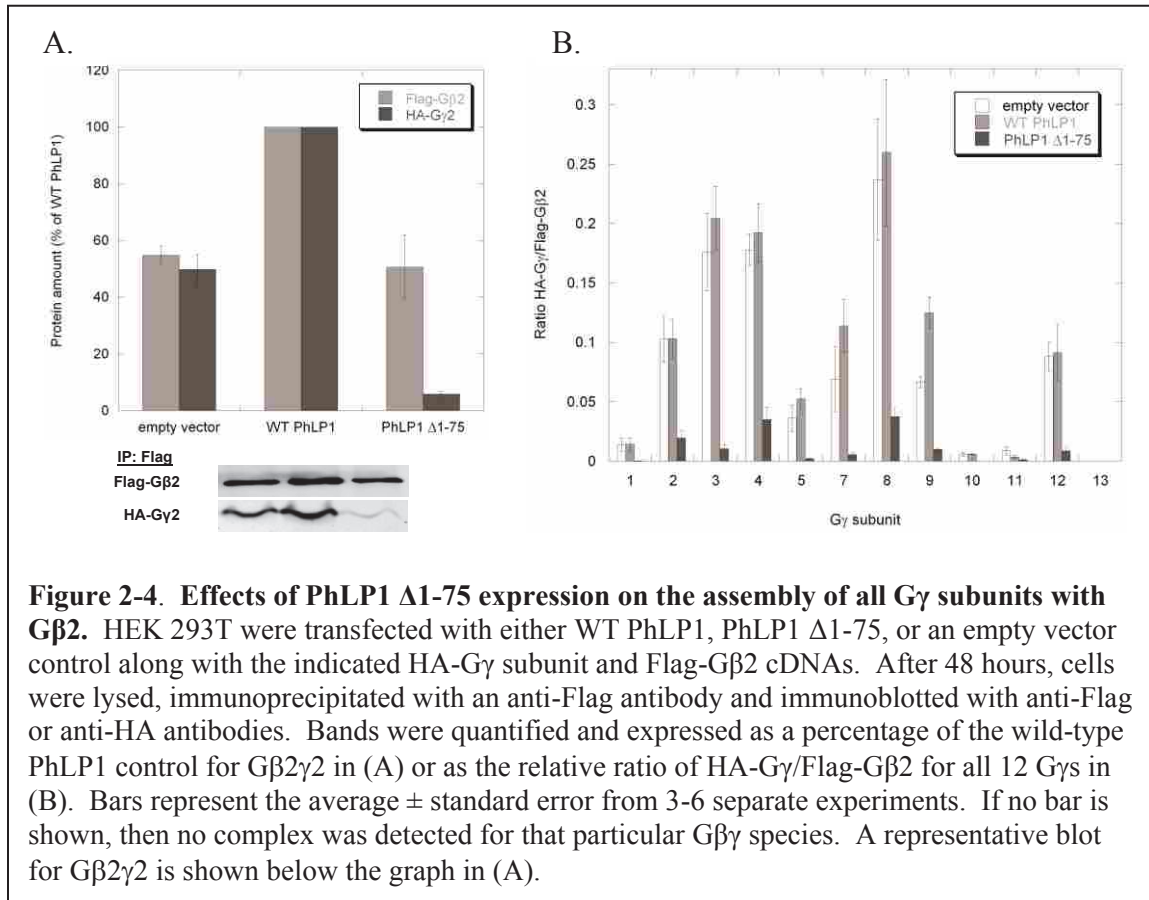 A.
B.
120
100
80
60
40
20
0
Protein amount (% of WT PhLP1)
Flag-Gβ2
HA-Gγ2
empty vector WT PhLP1 PhLP1 Δ1-75
IP: Flag
Flag-Gβ2
HA-Gγ2
0.3
0.25
0.2
0.15
0.1
0.05
0
Ratio HA-Gγ/Flag-Gβ2
empty vector
WT PhLP1
PhLP1 Δ1-75
1 2 3 4 5 7 8 9 10 11 12 13
Gγ subunit
Figure 2-4. Effects of PhLP1 Δ1-75 expression on the assembly of all Gγ subunits with
Gβ2. HEK 293T were transfected with either WT PhLP1, PhLP1 Δ1-75, or an empty vector
control along with the indicated HA-Gγ subunit and Flag-Gβ2 cDNAs. After 48 hours, cells
were lysed, immunoprecipitated with an anti-Flag antibody and immunoblotted with anti-Flag
or anti-HA antibodies. Bands were quantified and expressed as a percentage of the wild-type
PhLP1 control for Gβ2γ2 in (A) or as the relative ratio of HA-Gγ/Flag-Gβ2 for all 12 Gγs in
(B). Bars represent the average ± standard error from 3-6 separate experiments. If no bar is
shown, then no complex was detected for that particular Gβγ species. A representative blot
for Gβ2γ2 is shown below the graph in (A).